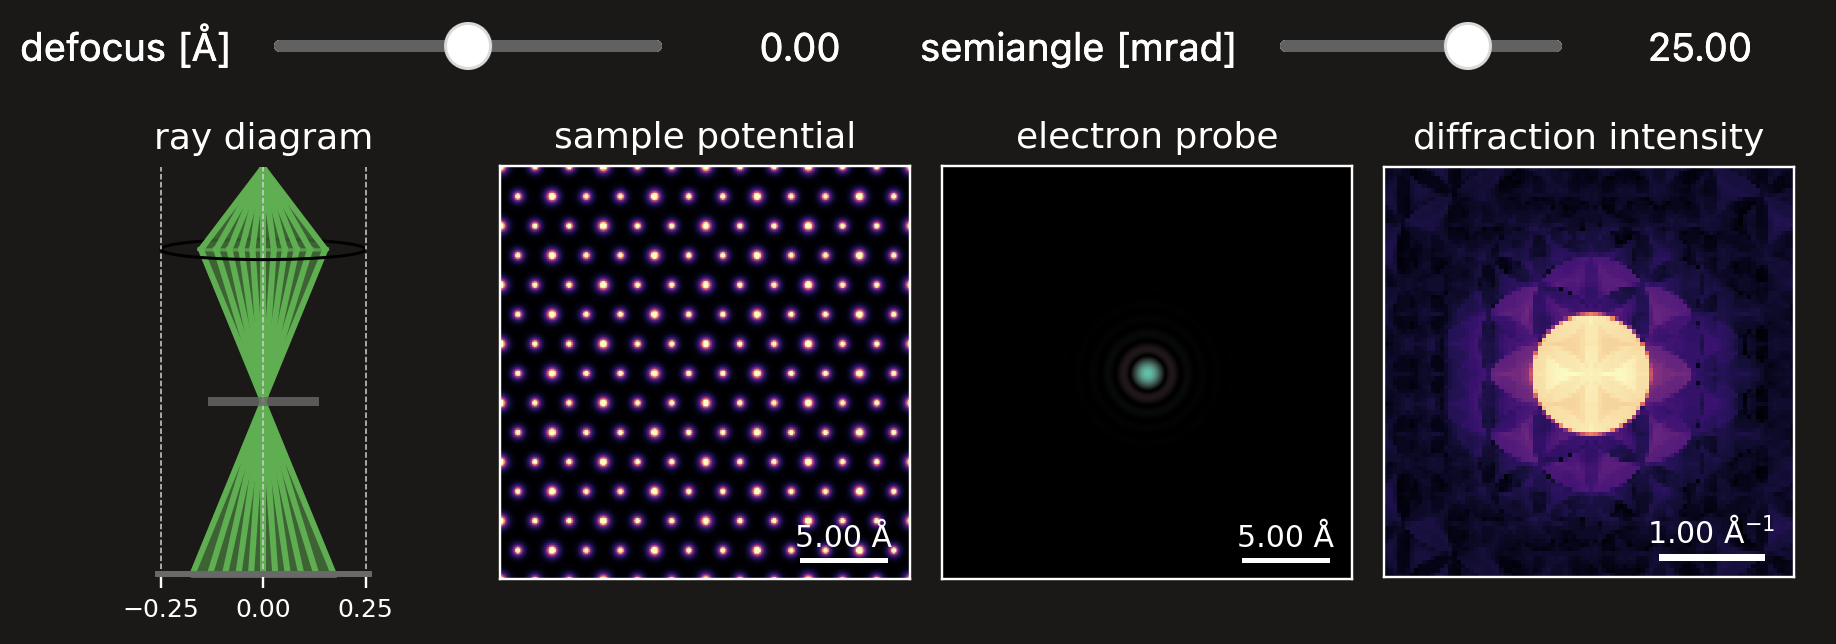 defocus [Å] 0.00 semiangle [mrad] 25.00
ray diagram
sample potential
electron probe
diffraction intensity
5.00 Å
5.00 Å
1.00 Å⁻¹
−0.25 0.00 0.25